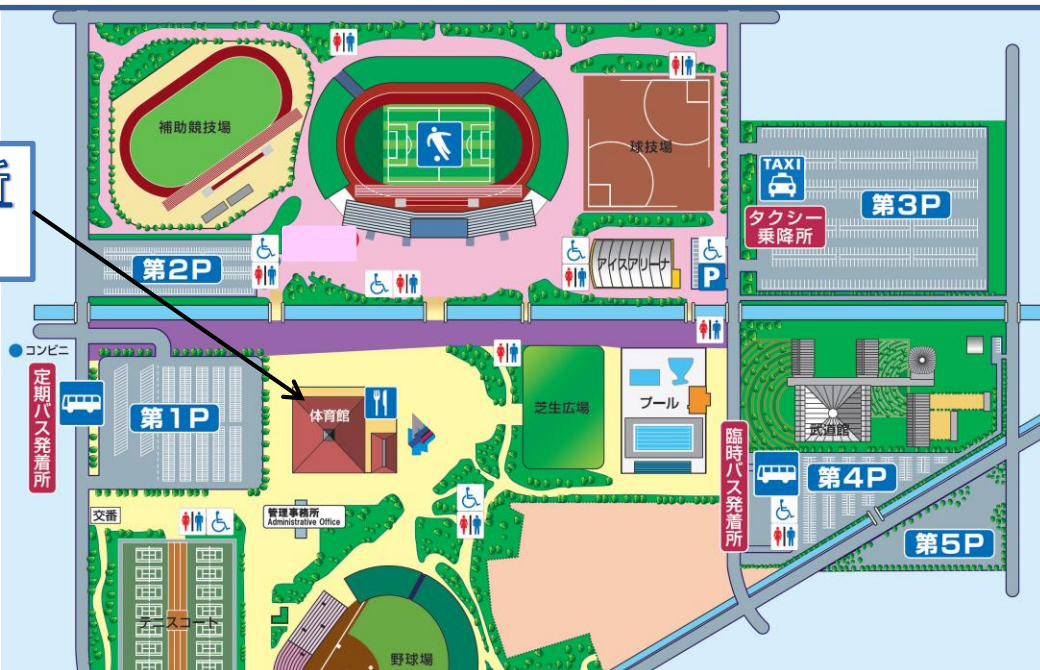 補助競技場
球技場
TAXI
タクシー
乗降所
第3P
所
第2P
アイスアリーナ
P
コンビニ
定期バス発着所
第1P
体育館
芝生広場
プール
武道館
臨時バス発着所
第4P
第5P
交番
管理事務所
Administrative Office
テニスコート
野球場